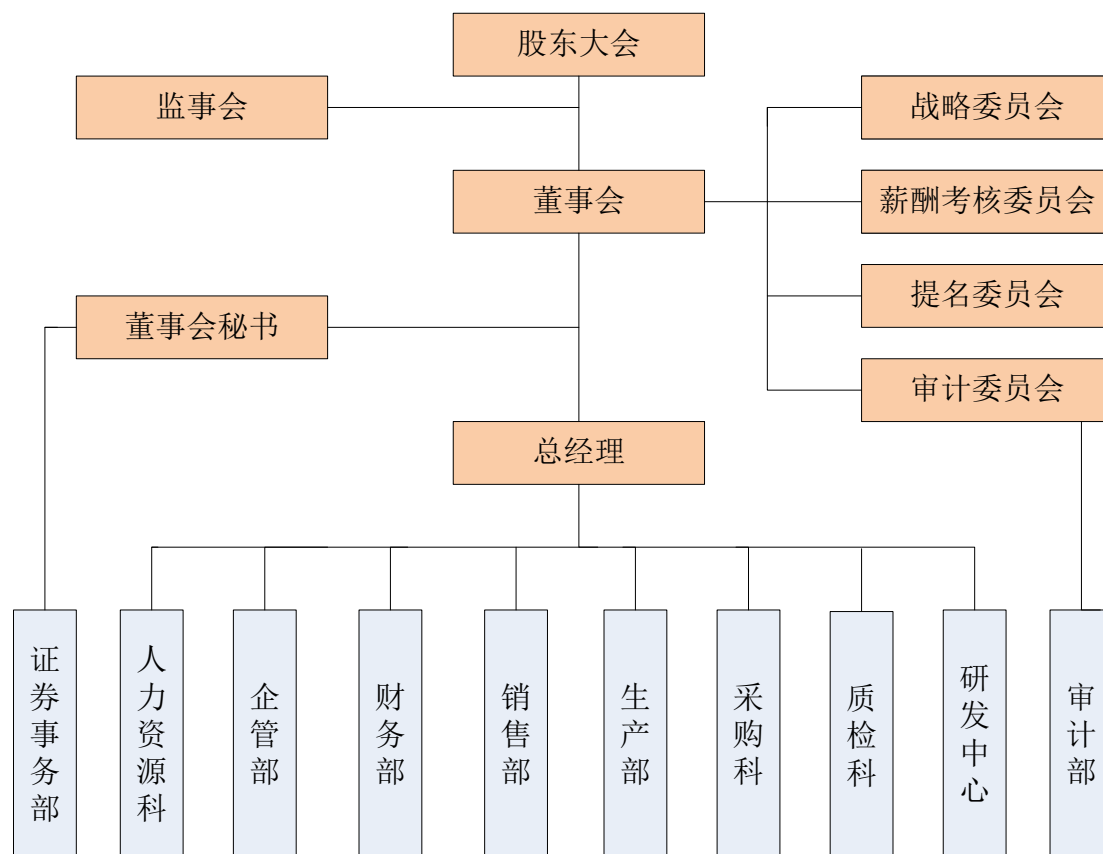 股东大会
监事会
战略委员会
董事会
薪酬考核委员会
提名委员会
董事会秘书
审计委员会
总经理
证券事务部
人力资源科
企管部
财务部
销售部
生产部
采购科
质检科
研发中心
审计部